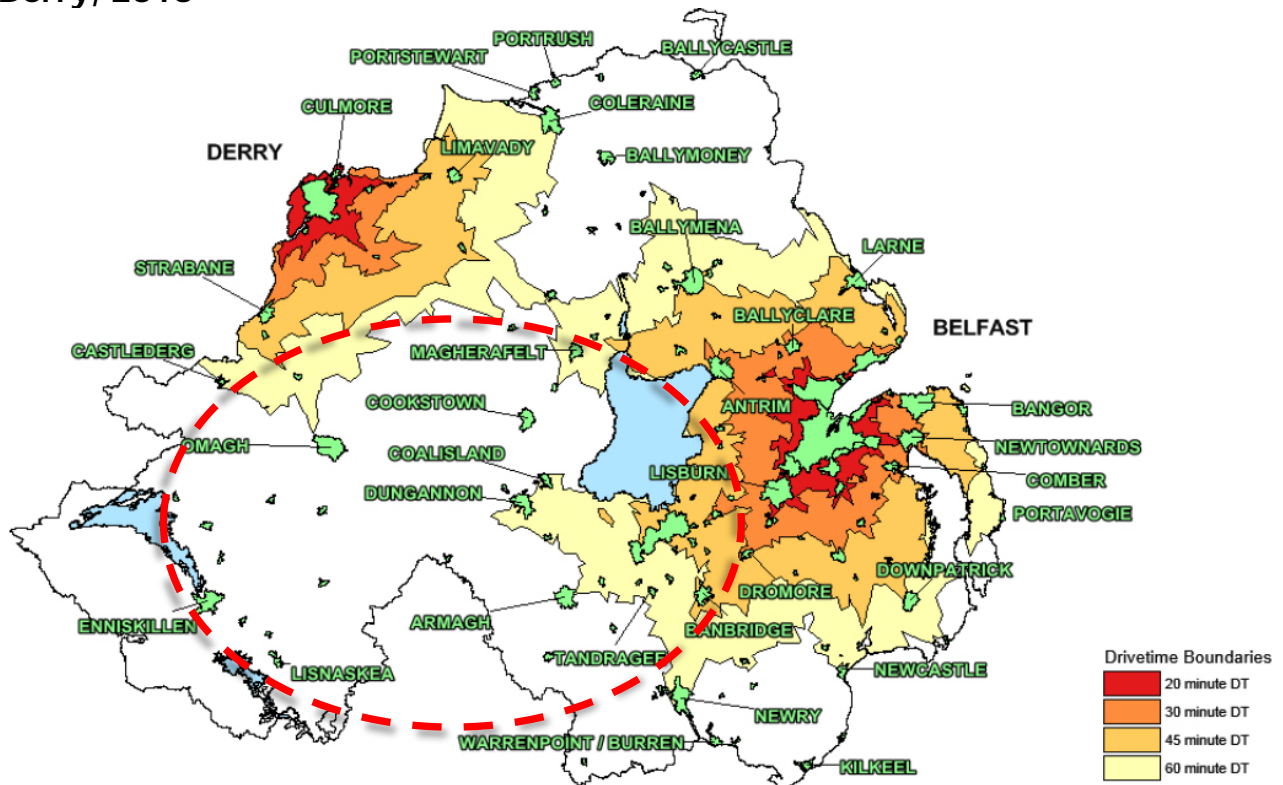 Derry, 2018
PORTRUSH
BALLYCASTLE
PORTSTEWART
CULMORE
COLERAINE
DERRY
LIMAVADY
BALLYMONEY
BALLYMENA
LARNE
STRABANE
BALLYCLARE
BELFAST
CASTLEDERG
MAGHERAFELT
COOKSTOWN
ANTRIM
BANGOR
OMAGH
NEWTOWNARDS
COALISLAND
LISBURN
COMBER
DUNGANNON
PORTAVOGIE
DOWNPATRICK
DROMORE
ENNISKILLEN
ARMAGH
BANBRIDGE
TANDRAGEE
NEWCASTLE
LISNASKEA
NEWRY
WARRENPOINT / BURREN
KILKEEL
Drivetime Boundaries
20 minute DT
30 minute DT
45 minute DT
60 minute DT